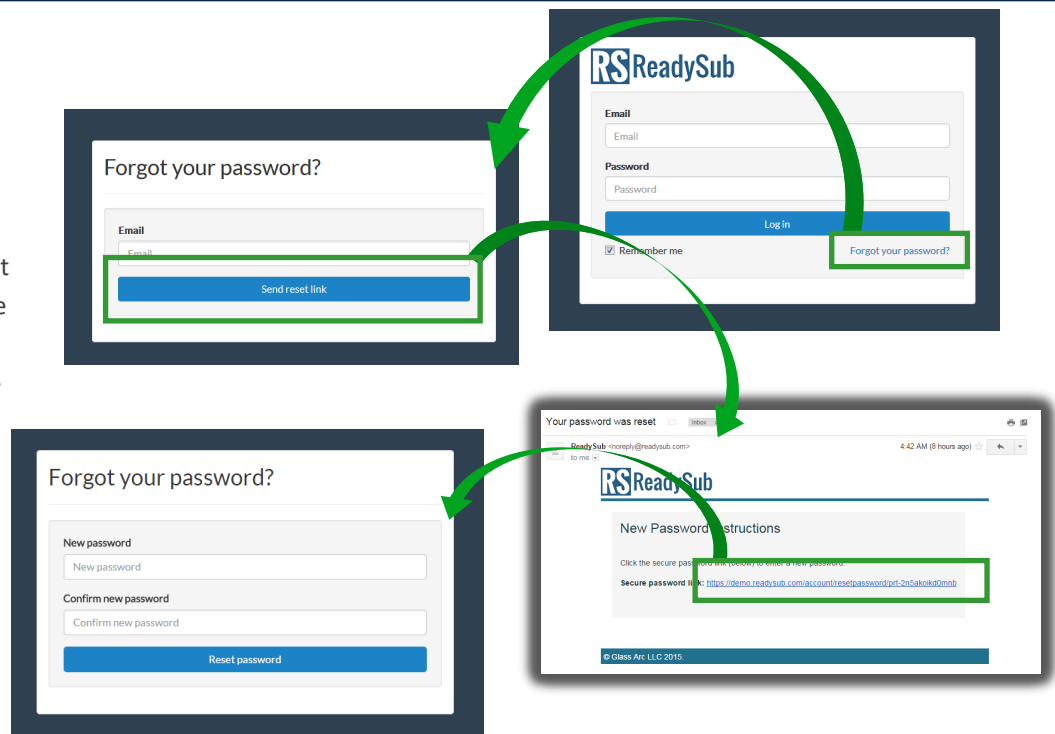 RS ReadySub
Email
Email
Password
Password
Log in
Remember me
Forgot your password?
Forgot your password?
Email
Email
Send reset link
t
e
Your password was reset
Inbox
ReadySub <noreply@readysub.com>
to me
4:42 AM (8 hours ago)
RS ReadySub
New Password Instructions
Click the secure password link (below) to enter a new password.
Secure password link: https://demo.readysub.com/account/resetpassword/prt-2n5akoikd0mnb
© Glass Arc LLC 2015.
Forgot your password?
New password
New password
Confirm new password
Confirm new password
Reset password